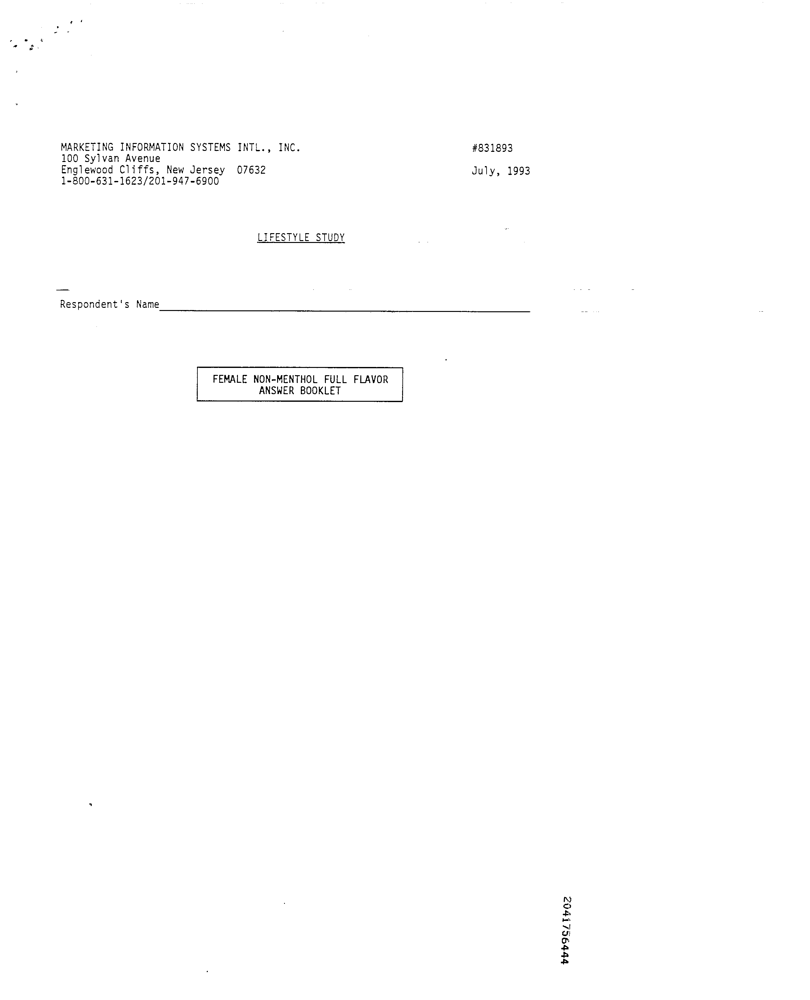 MARKETING INFORMATION SYSTEMS INTL., INC. #831893
100 Sylvan Avenue
Englewood Cliffs, New Jersey 07632 July, 1993
1-800-631-1623/201-947-6900
LIFESTYLE STUDY
Respondent's Name
FEMALE NON-MENTHOL FULL FLAVOR
ANSWER BOOKLET
2041756444